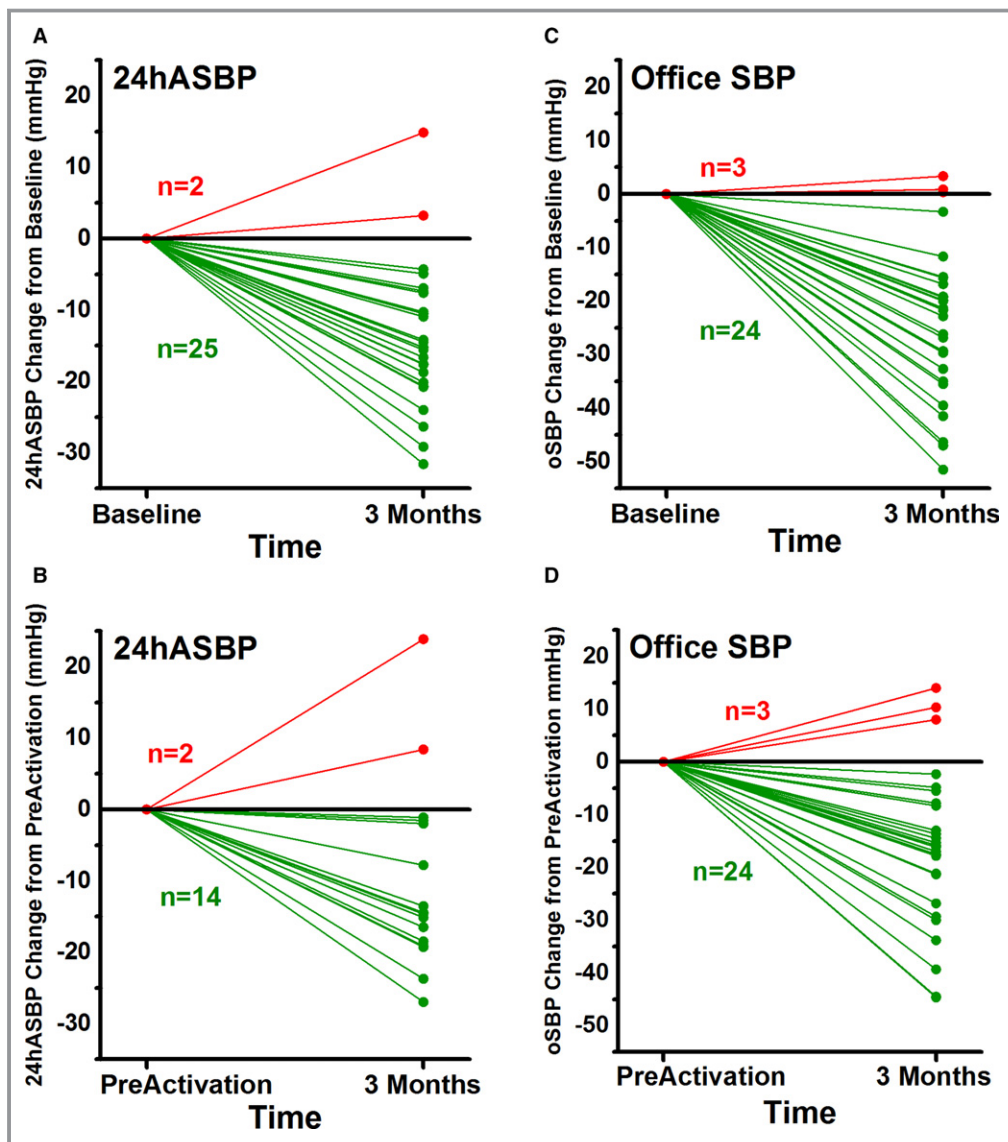 A
24hASBP
24hASBP Change from Baseline (mmHg)
20
10
0
-10
-20
-30
n=2
n=25
Baseline
3 Months
Time
B
24hASBP
24hASBP Change from PreActivation (mmHg)
20
10
0
-10
-20
-30
n=2
n=14
PreActivation
3 Months
Time
C
Office SBP
oSBP Change from Baseline (mmHg)
20
10
0
-10
-20
-30
-40
-50
n=3
n=24
Baseline
3 Months
Time
D
Office SBP
oSBP Change from PreActivation mmHg)
20
10
0
-10
-20
-30
-40
-50
n=3
n=24
PreActivation
3 Months
Time